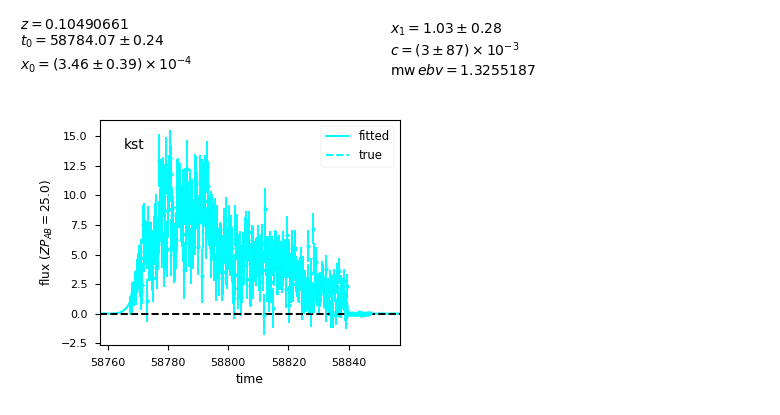 z = 0.10490661
t₀ = 58784.07 ± 0.24
x₀ = (3.46 ± 0.39) × 10⁻⁴
x₁ = 1.03 ± 0.28
c = (3 ± 87) × 10⁻³
mwebv = 1.3255187
kst
fitted
true
15.0
12.5
10.0
7.5
5.0
2.5
0.0
−2.5
flux (ZP_AB = 25.0)
58760 58780 58800 58820 58840
time